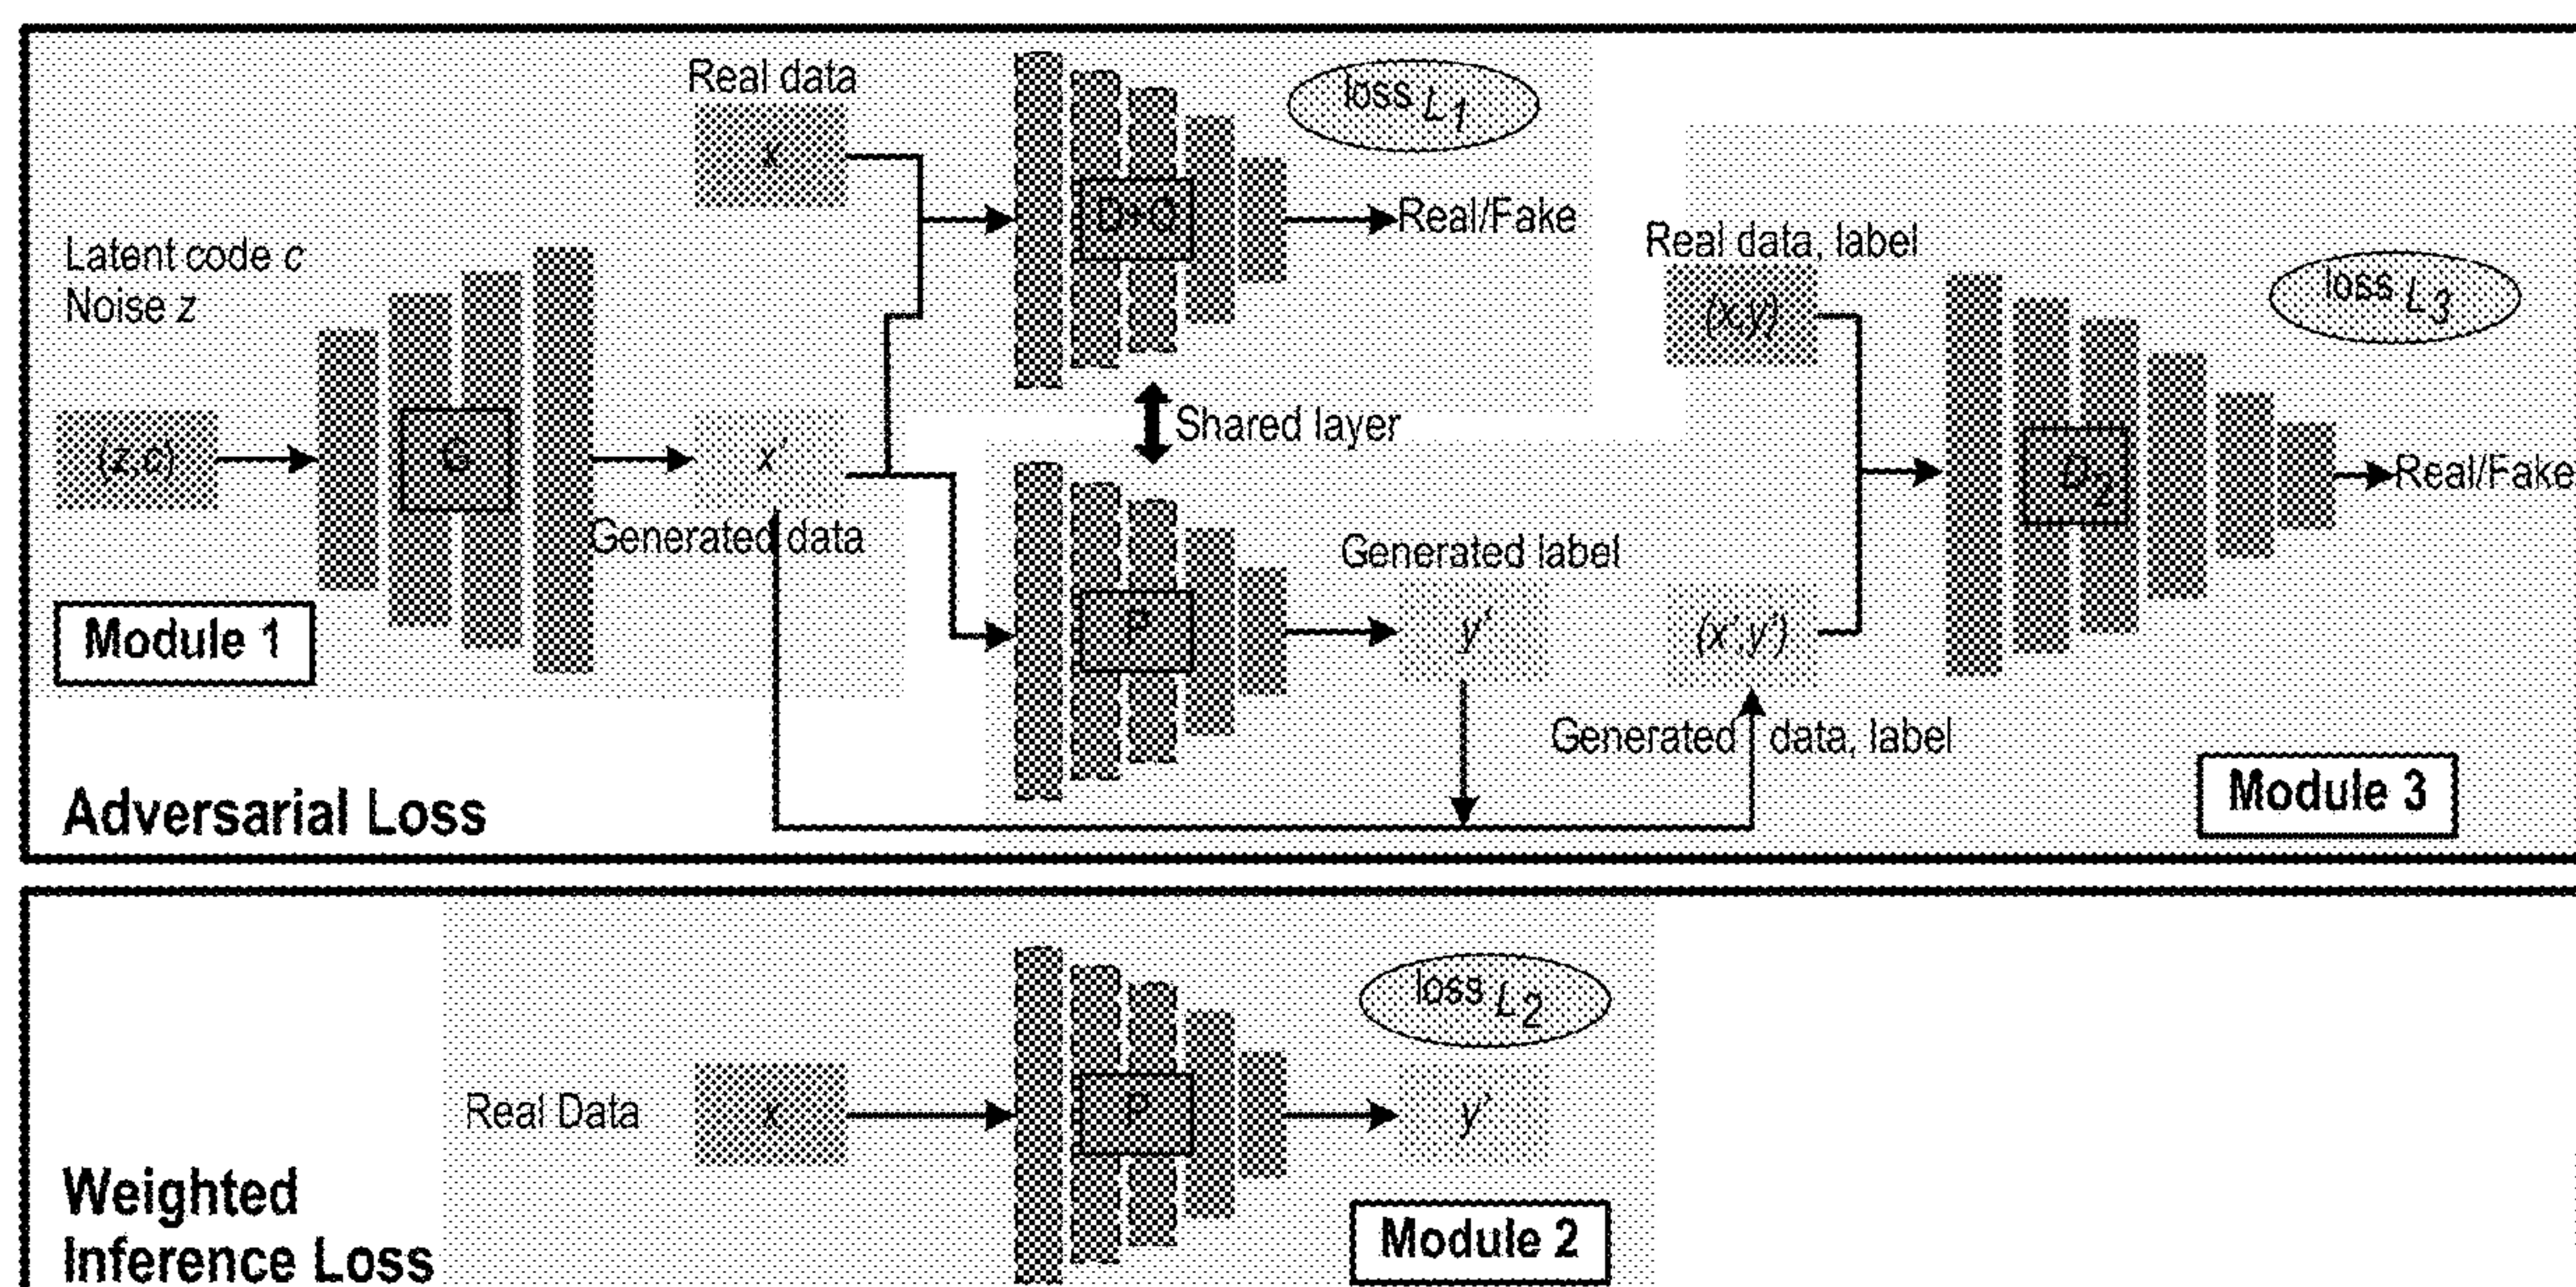 Real data
x
loss L1
D+Q
Real/Fake
Latent code c
Noise z
(z,c)
G
x'
Generated data
Module 1
Shared layer
P
Generated label
y'
Real data, label
(x,y)
(x',y')
Generated data, label
loss L3
D2
Real/Fake
Module 3
Adversarial Loss
Real Data
x
P
loss L2
y'
Module 2
Weighted
Inference Loss